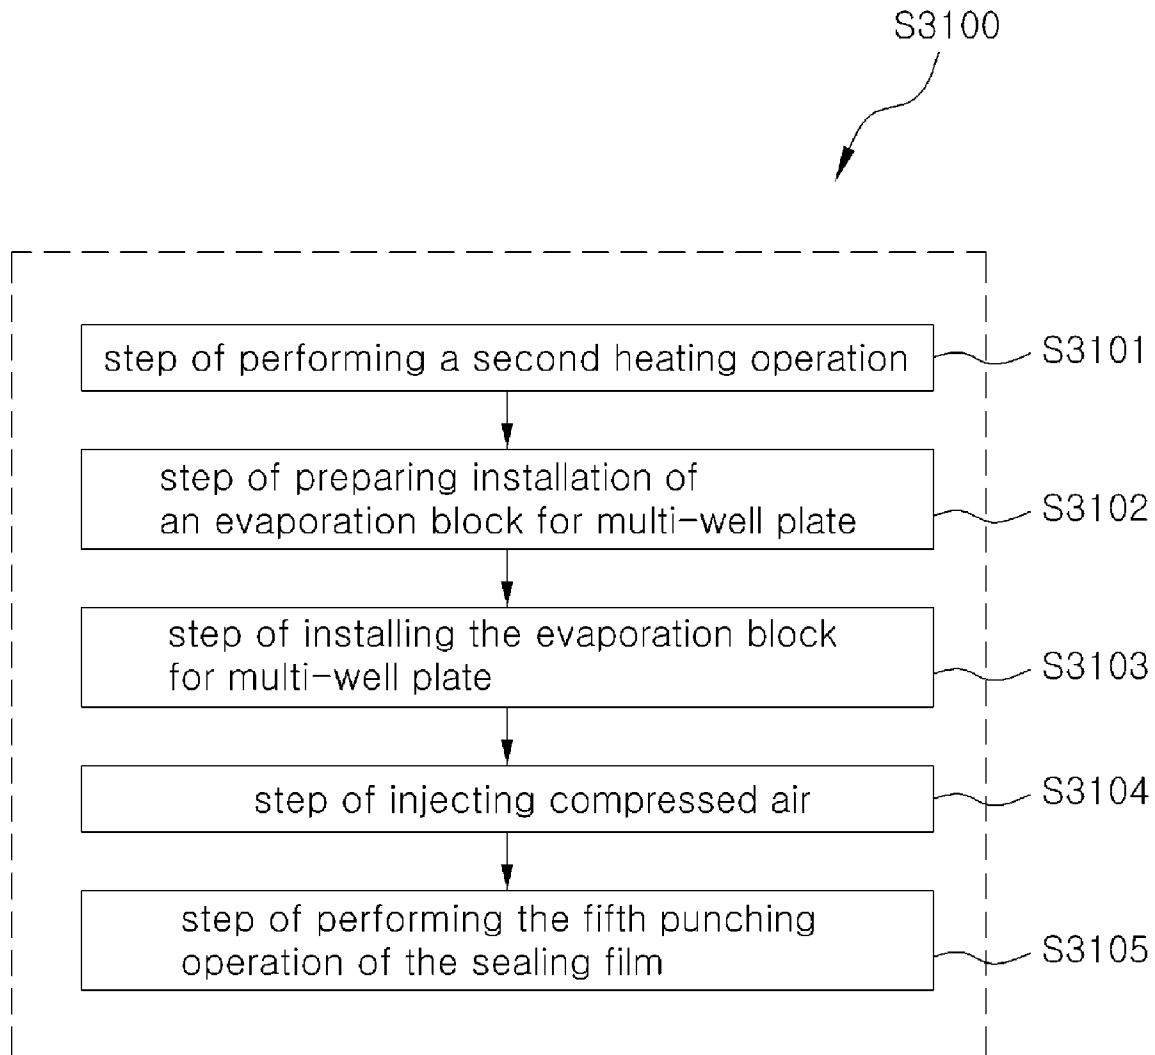 S3100
step of performing a second heating operation
S3101
step of preparing installation of
an evaporation block for multi-well plate
S3102
step of installing the evaporation block
for multi-well plate
S3103
step of injecting compressed air
S3104
step of performing the fifth punching
operation of the sealing film
S3105